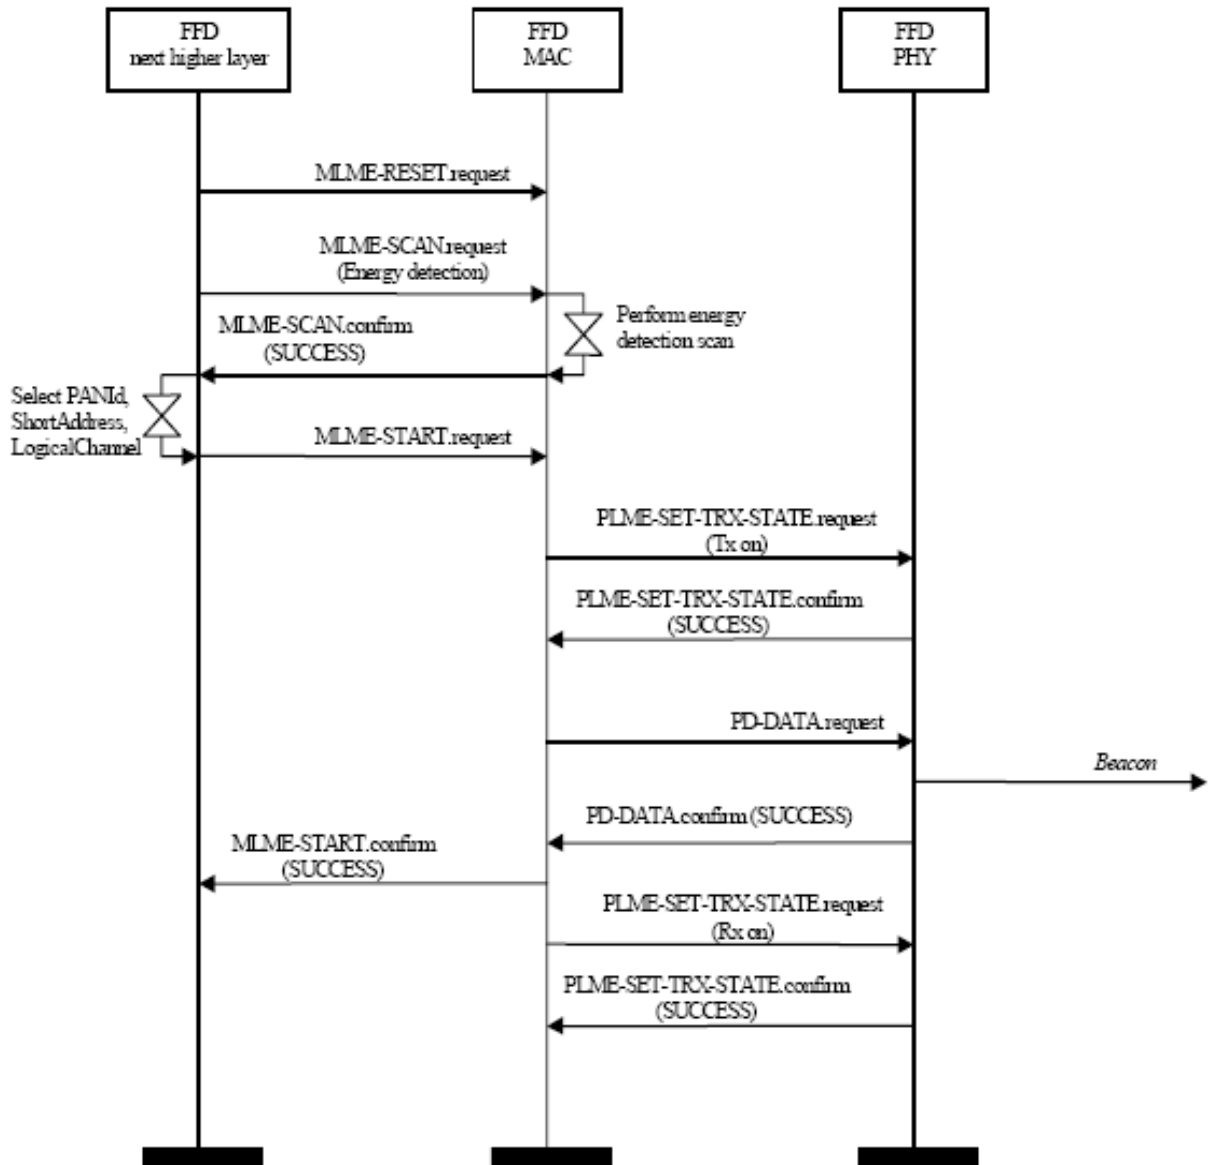 FFD
next higher layer
FFD
MAC
FFD
PHY
MLME-RESET.request
MLME-SCAN.request
(Energy detection)
MLME-SCAN.confirm
(SUCCESS)
Perform energy
detection scan
Select PANId,
ShortAddress,
LogicalChannel
MLME-START.request
PLME-SET-TRX-STATE.request
(Tx on)
PLME-SET-TRX-STATE.confirm
(SUCCESS)
PD-DATA.request
Beacon
PD-DATA.confirm (SUCCESS)
MLME-START.confirm
(SUCCESS)
PLME-SET-TRX-STATE.request
(Rx on)
PLME-SET-TRX-STATE.confirm
(SUCCESS)